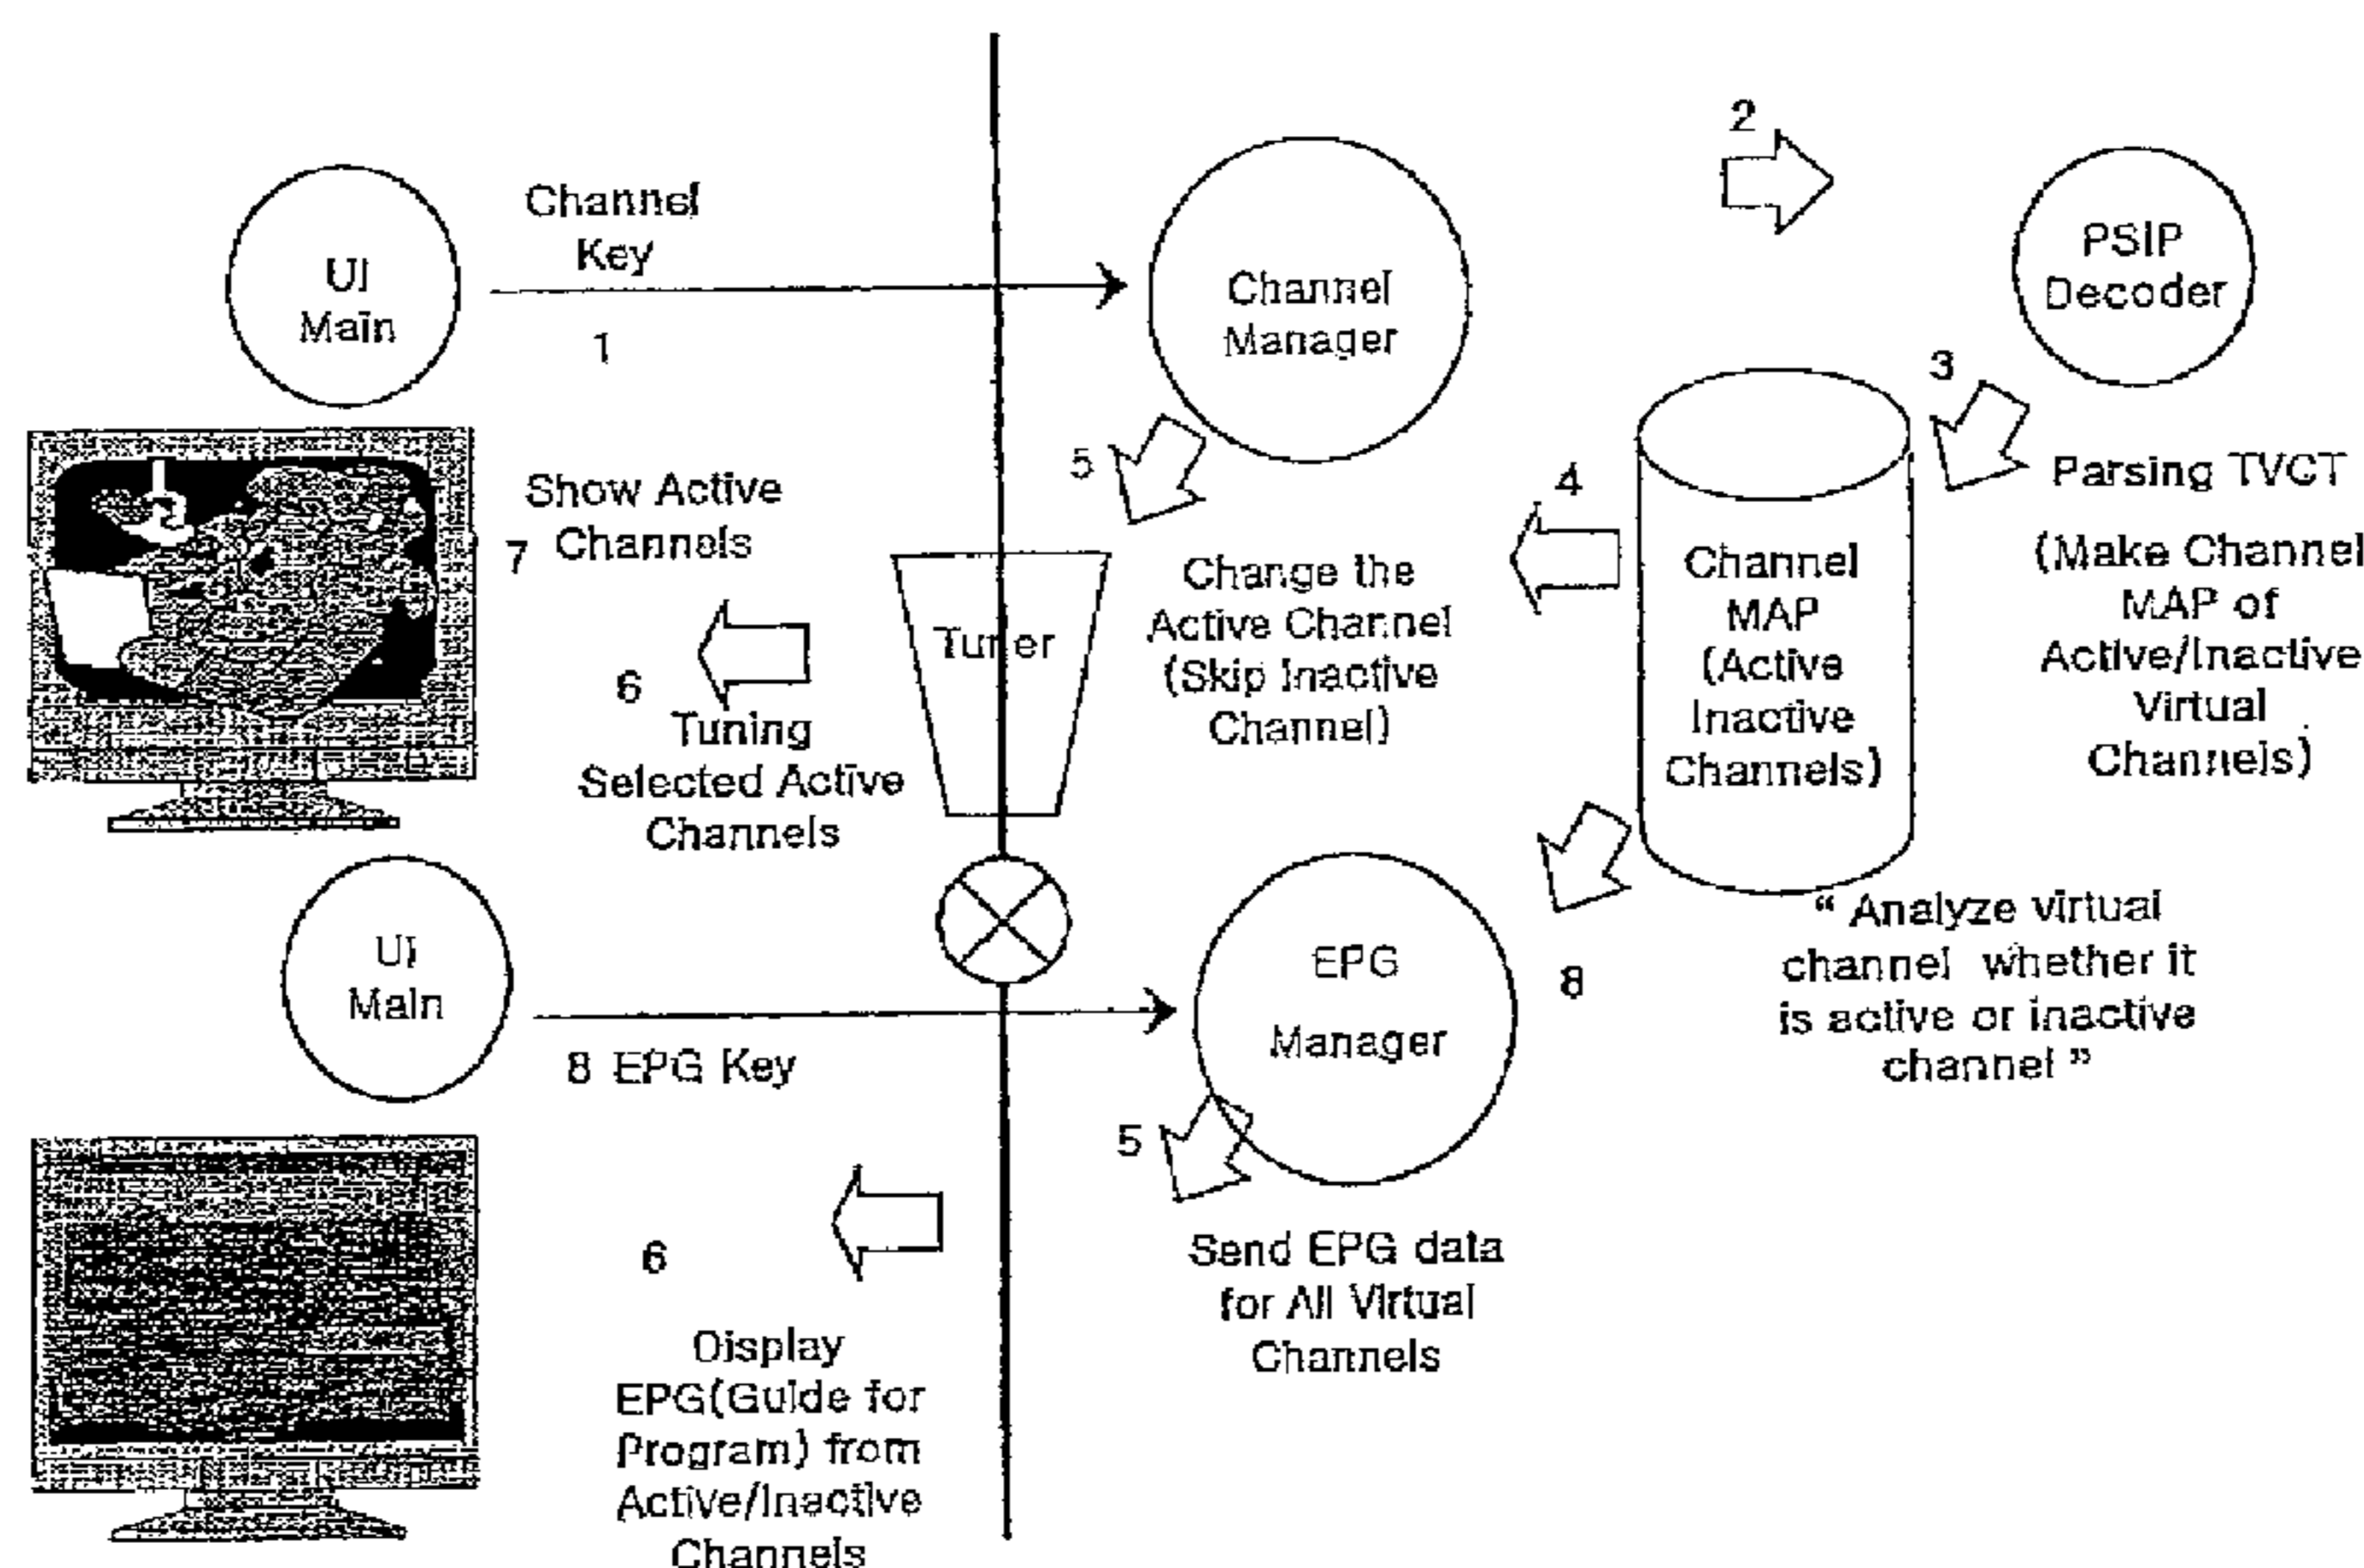 2
UI
Main
Channel
Key
1
Channel
Manager
PSIP
Decoder
3
Parsing TVCT
(Make Channel
MAP of
Active/Inactive
Virtual
Channels)
4
Channel
MAP
(Active
Inactive
Channels)
5
Change the
Active Channel
(Skip Inactive
Channel)
Tuner
Show Active
7 Channels
6
Tuning
Selected Active
Channels
UI
Main
8 EPG Key
EPG
Manager
8
“ Analyze virtual
channel whether it
is active or inactive
channel ”
5
Send EPG data
for All Virtual
Channels
6
Display
EPG(Guide for
Program) from
Active/Inactive
Channels